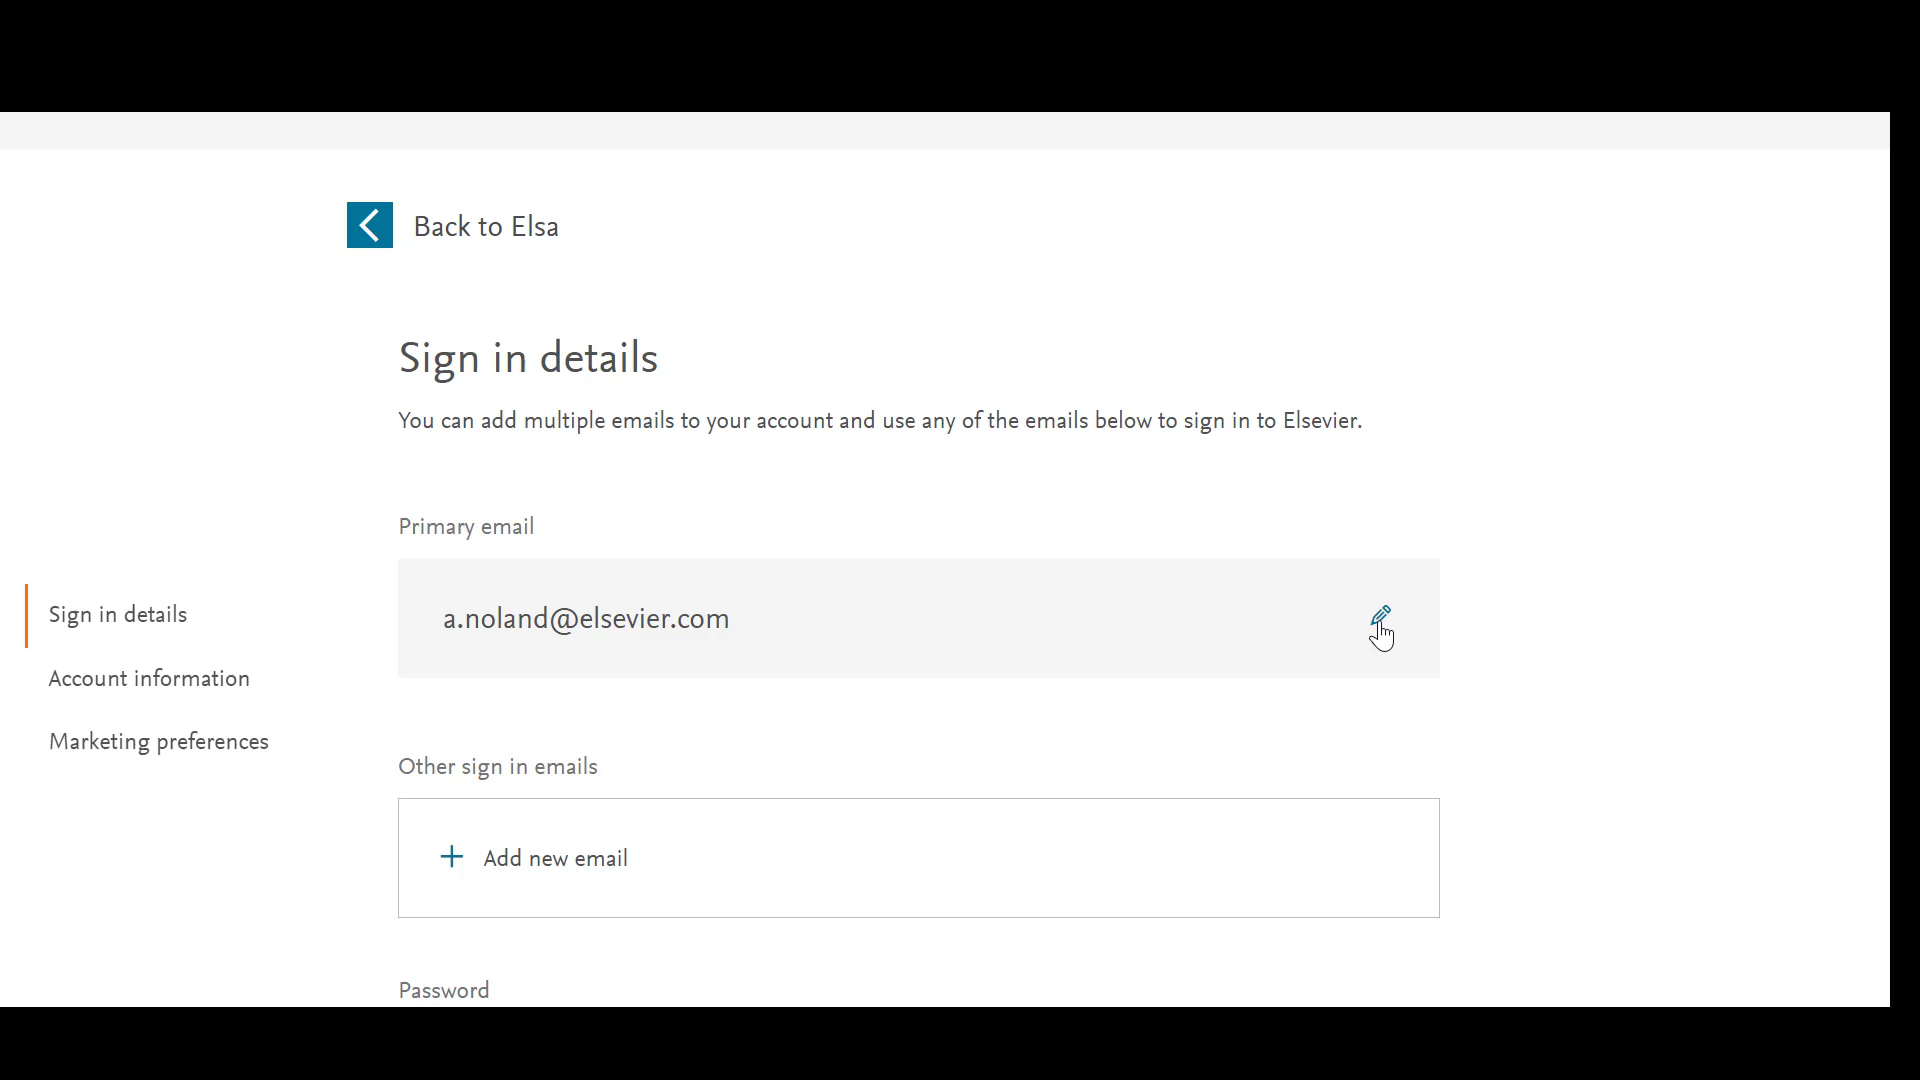 Back to Elsa
Sign in details
You can add multiple emails to your account and use any of the emails below to sign in to Elsevier.
Primary email
a.noland@elsevier.com
Sign in details
Account information
Marketing preferences
Other sign in emails
Add new email
Password